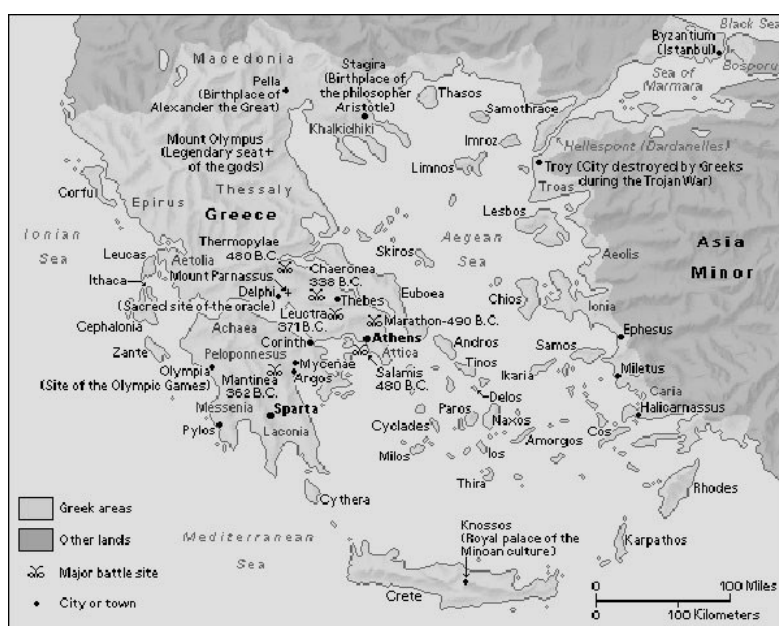 Black Sea
Byzantium
(Istanbul)
Bosporus
Sea of
Marmara
Macedonia
Pella
(Birthplace of
Alexander the Great)
Stagira
(Birthplace of
the philosopher
Aristotle)
Khalkidhiki
Thasos
Samothrace
Imroz
Hellespont (Dardanelles)
Limnos
Troy (City destroyed by Greeks
during the Trojan War)
Troas
Mount Olympus
(Legendary seat
of the gods)
Corfu
Epirus
Thessaly
Greece
Lesbos
Ionian
Sea
Aegean
Sea
Asia
Minor
Aeolis
Skiros
Leucas
Aetolia
Thermopylae
480 B.C.
Ithaca
Mount Parnassus
Chaeronea
338 B.C.
Delphi
(Sacred site of the oracle)
Thebes
Euboea
Chios
Ionia
Leuctra
371 B.C.
Marathon-490 B.C.
Cephalonia
Achaea
Corinth
Athens
Attica
Andros
Samos
Ephesus
Zante
Peloponnesus
Mycenae
Argos
Salamis
480 B.C.
Tinos
Ikaria
Miletus
Olympia
(Site of the Olympic Games)
Mantinea
362 B.C.
Delos
Caria
Messenia
Sparta
Paros
Naxos
Halicarnassus
Pylos
Laconia
Cyclades
Amorgos
Cos
Milos
Ios
Thira
Rhodes
Cythera
Mediterranean
Sea
Knossos
(Royal palace of the
Minoan culture)
Karpathos
Crete
Greek areas
Other lands
Major battle site
City or town
0 100 Miles
0 100 Kilometers